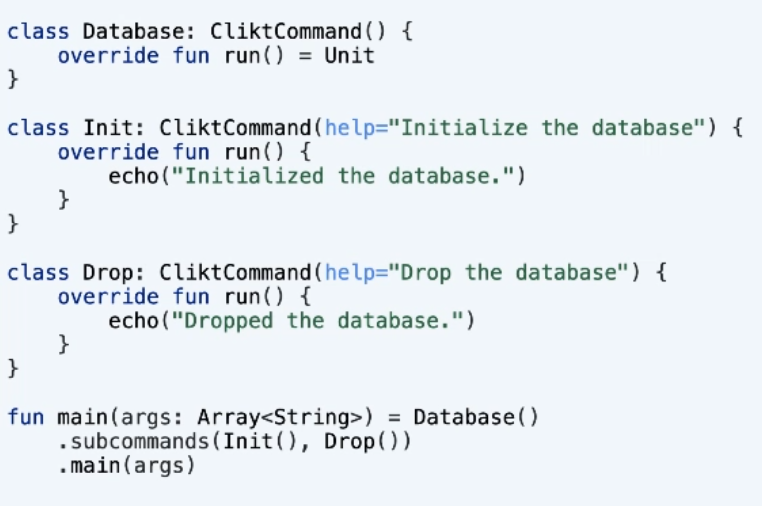 class Database: CliktCommand() {
    override fun run() = Unit
}

class Init: CliktCommand(help="Initialize the database") {
    override fun run() {
        echo("Initialized the database.")
    }
}

class Drop: CliktCommand(help="Drop the database") {
    override fun run() {
        echo("Dropped the database.")
    }
}

fun main(args: Array<String>) = Database()
    .subcommands(Init(), Drop())
    .main(args)